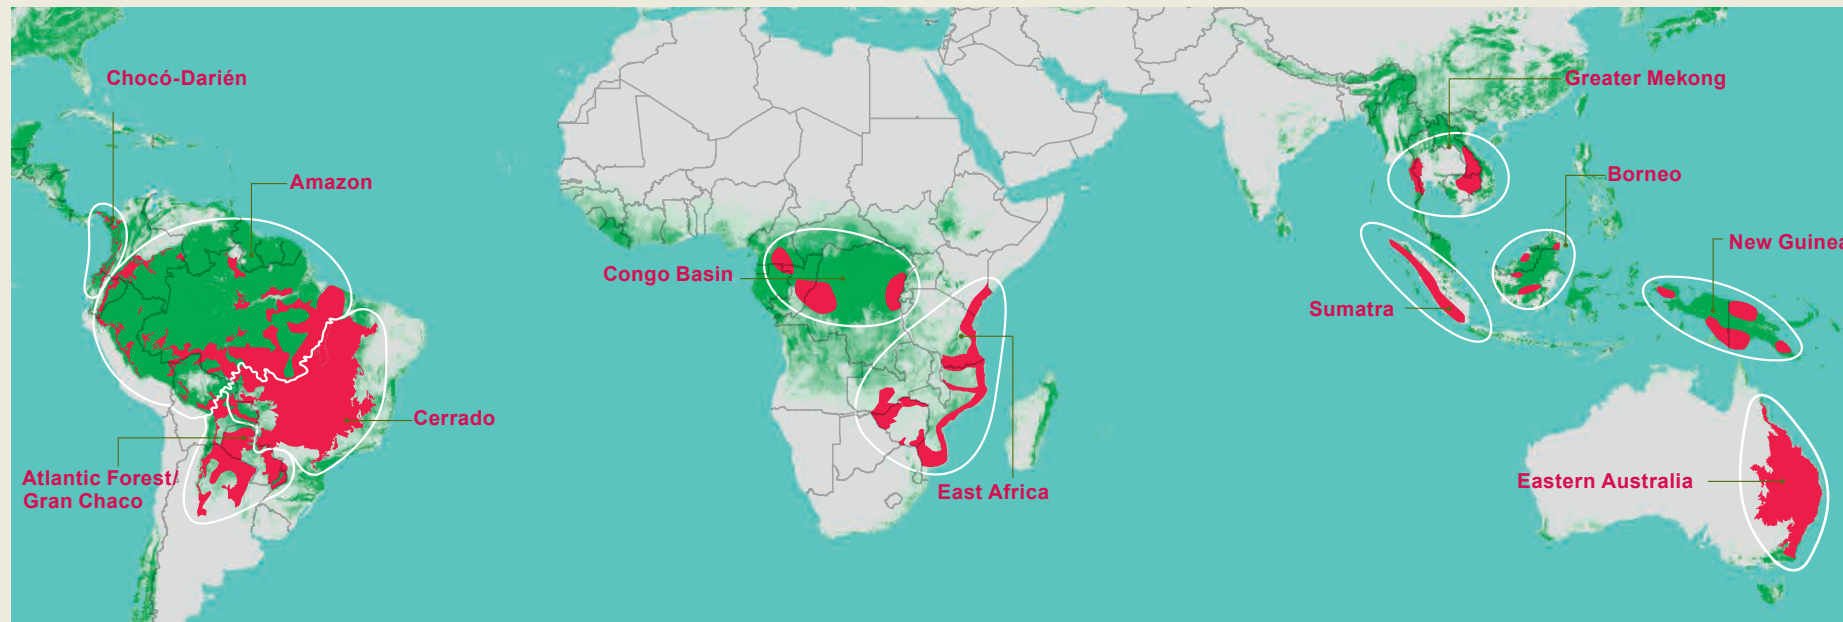 Chocó-Darién
Amazon
Cerrado
Atlantic Forest/
Gran Chaco
Congo Basin
East Africa
Greater Mekong
Borneo
New Guinea
Sumatra
Eastern Australia